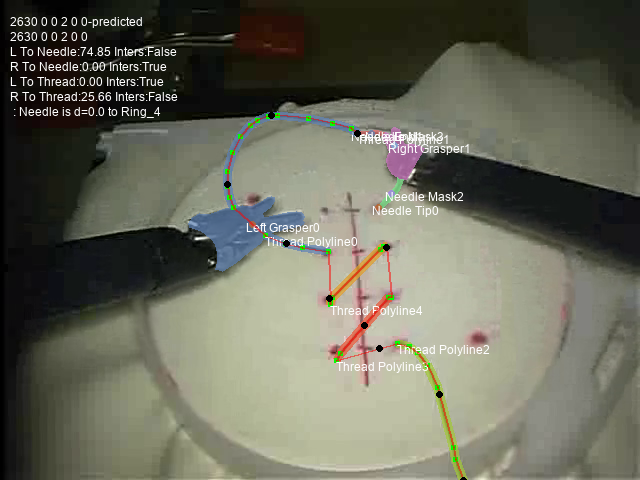 2630 0 0 2 0 0-predicted
2630 0 0 2 0 0
L To Needle:74.85 Inters:False
R To Needle:0.00 Inters:True
L To Thread:0.00 Inters:True
R To Thread:25.66 Inters:False
: Needle is d=0.0 to Ring_4
Right Grasper1
Needle Mask2
Needle Tip0
Left Grasper0
Thread Polyline0
Thread Polyline4
Thread Polyline2
Thread Polyline3